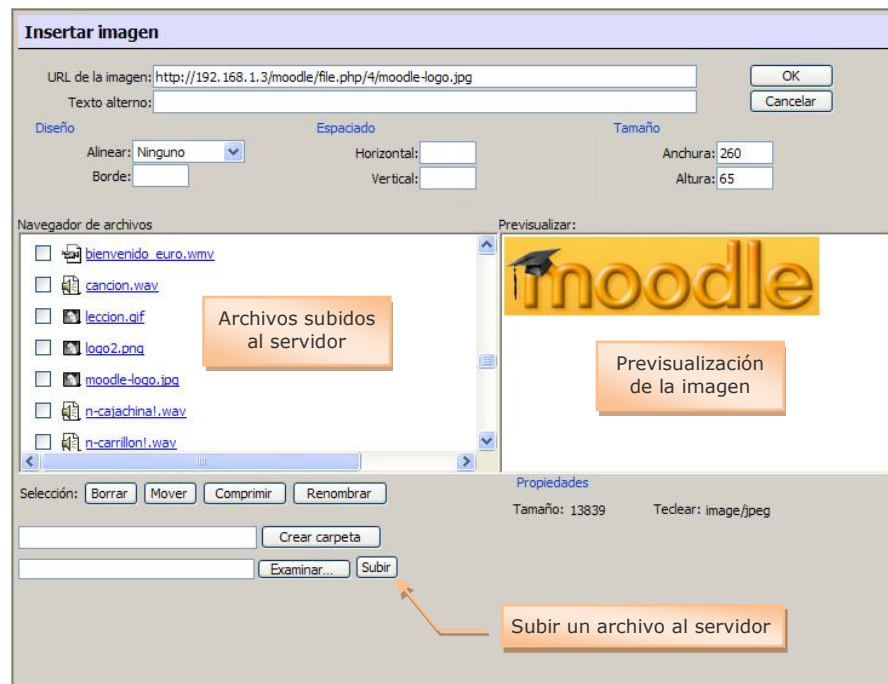 Insertar imagen
URL de la imagen: http://192.168.1.3/moodle/file.php/4/moodle-logo.jpg
OK
Texto alterno:
Cancelar
Diseño
Espaciado
Tamaño
Alinear: Ninguno
Horizontal:
Anchura: 260
Borde:
Vertical:
Altura: 65
Navegador de archivos
Previsualizar:
bienvenido_euro.wmv
cancion.wav
leccion.gif
logo2.png
moodle-logo.jpg
n-cajachina!.wav
n-carrillon!.wav
Archivos subidos
al servidor
moodle
Previsualización
de la imagen
Selección: Borrar Mover Comprimir Renombrar
Propiedades
Tamaño: 13839 Teclear: image/jpeg
Crear carpeta
Examinar... Subir
Subir un archivo al servidor